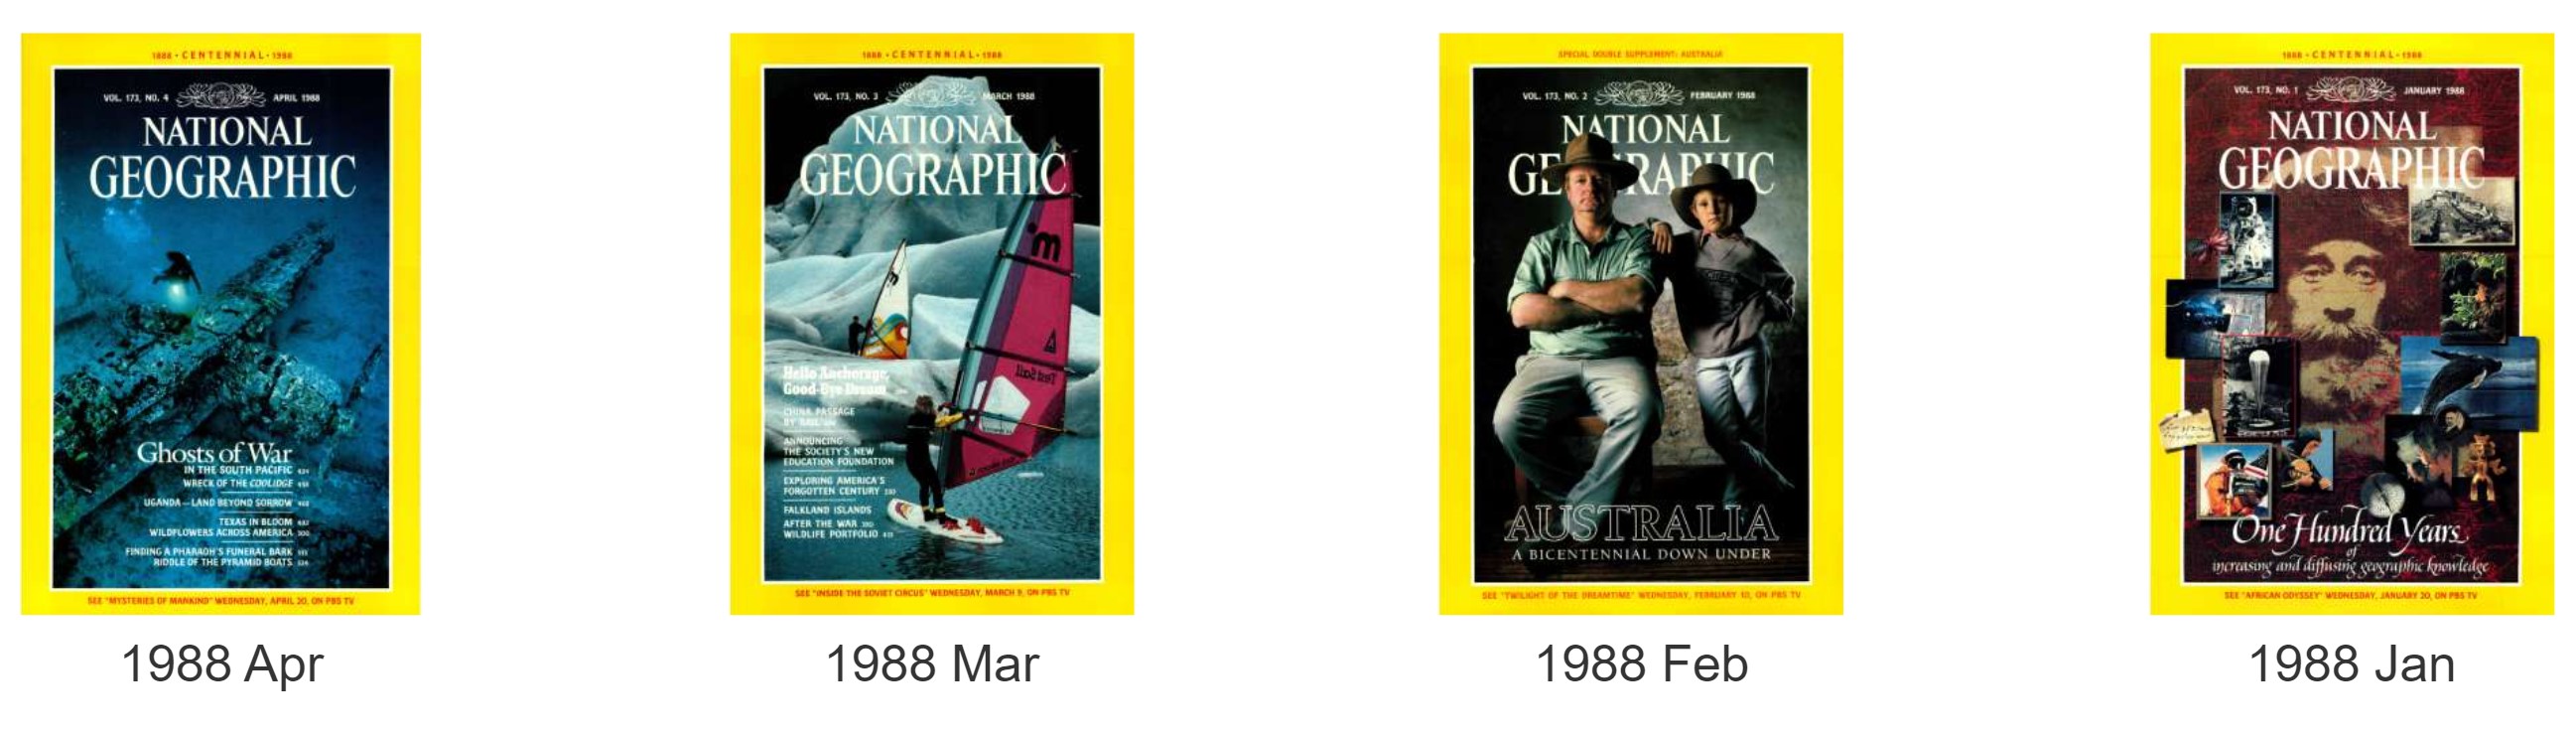 1888 • CENTENNIAL • 1988
VOL. 173, NO. 4 APRIL 1988
NATIONAL
GEOGRAPHIC
Ghosts of War
IN THE SOUTH PACIFIC
WRECK OF THE COOLIDGE
UGANDA—LAND BEYOND SORROW
TEXAS IN BLOOM
WILDFLOWERS ACROSS AMERICA
FINDING A PHARAOH'S FUNERAL BARK
RIDDLE OF THE PYRAMID BOATS
SEE "MYSTERIES OF MANKIND" WEDNESDAY, APRIL 20, ON PBS TV
1988 Apr
1888 • CENTENNIAL • 1988
VOL. 173, NO. 3 MARCH 1988
NATIONAL
GEOGRAPHIC
Hello Anchorage,
Good-Bye Dream
CHINA PASSAGE
BY RAIL
ANNOUNCING
THE SOCIETY'S NEW
EDUCATION FOUNDATION
EXPLORING AMERICA'S
FORGOTTEN CENTURY
FALKLAND ISLANDS
AFTER THE WAR
WILDLIFE PORTFOLIO
SEE "INSIDE THE SOVIET CIRCUS" WEDNESDAY, MARCH 9, ON PBS TV
1988 Mar
SPECIAL DOUBLE SUPPLEMENT: AUSTRALIA
VOL. 173, NO. 2 FEBRUARY 1988
NATIONAL
GEOGRAPHIC
AUSTRALIA
A BICENTENNIAL DOWN UNDER
SEE "TWILIGHT OF THE DREAMTIME" WEDNESDAY, FEBRUARY 10, ON PBS TV
1988 Feb
1888 • CENTENNIAL • 1988
VOL. 173, NO. 1 JANUARY 1988
NATIONAL
GEOGRAPHIC
One Hundred Years
of
increasing and diffusing geographic knowledge
SEE "AFRICAN ODYSSEY" WEDNESDAY, JANUARY 20, ON PBS TV
1988 Jan